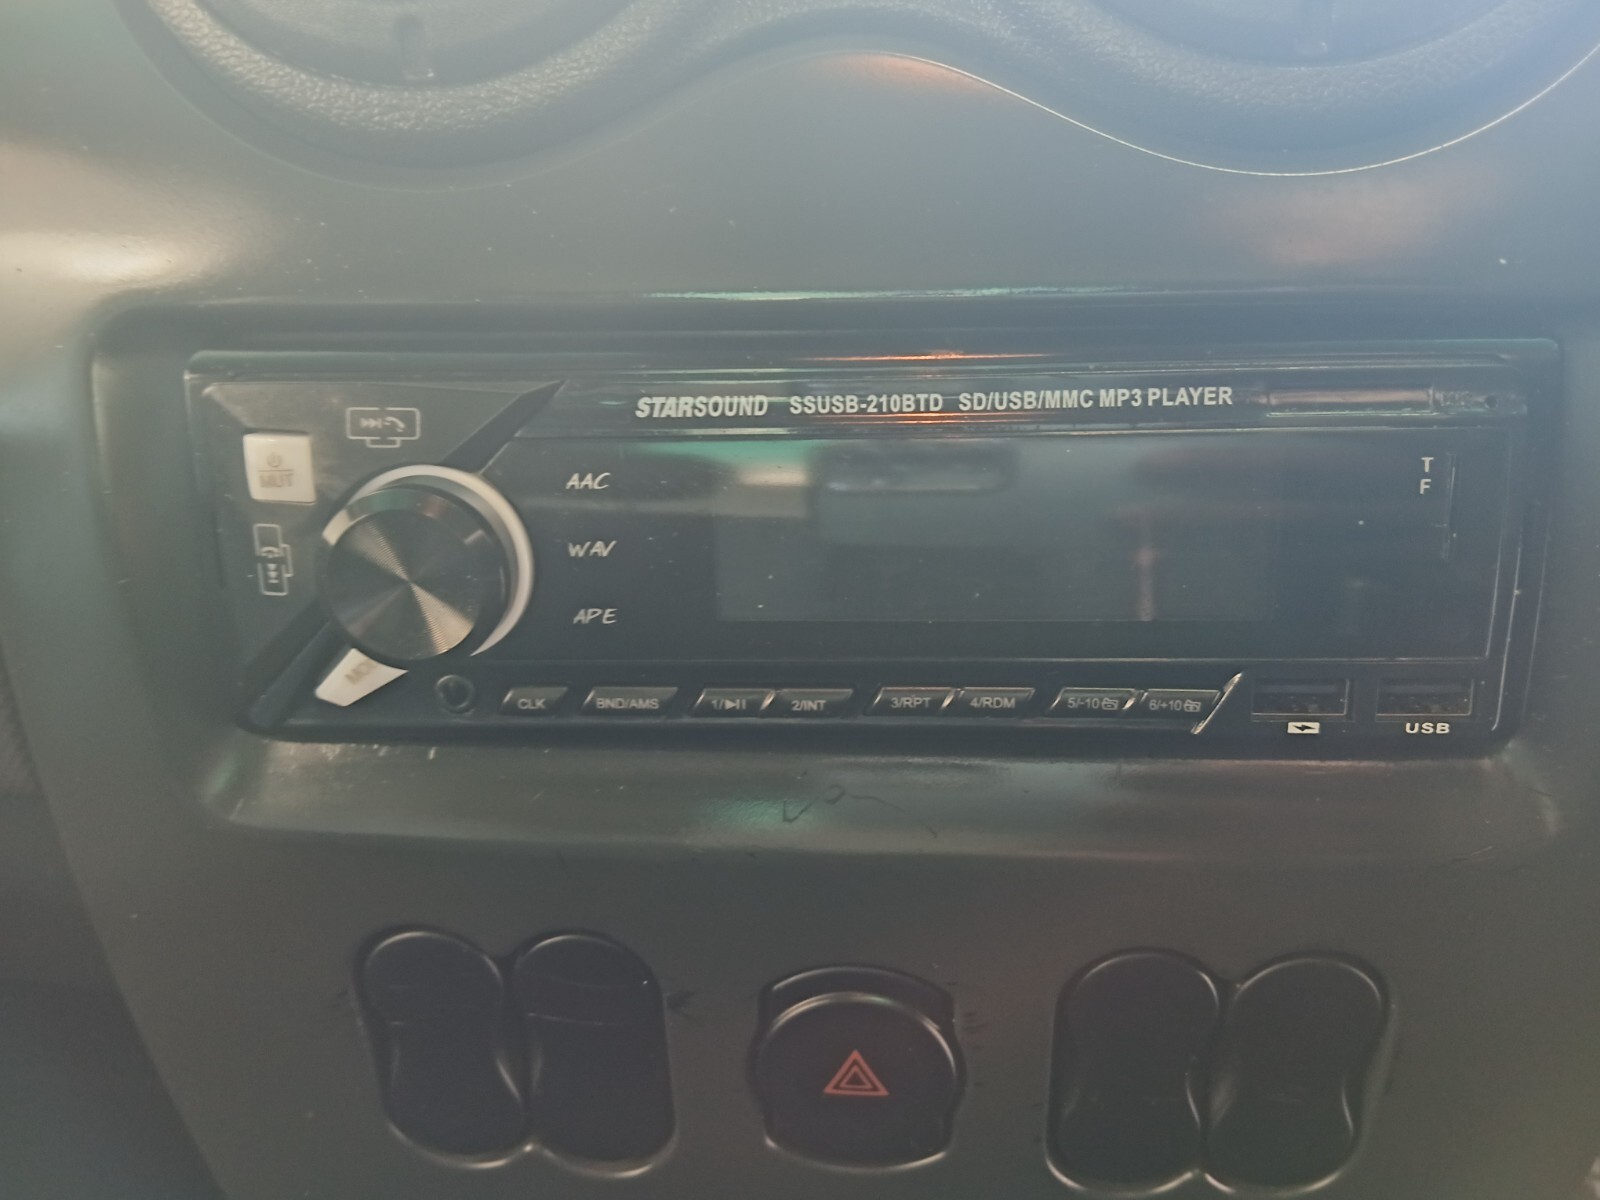 STARSOUND SSUSB-210BTD SD/USB/MMC MP3 PLAYER
MUT
AAC
WAV
APE
T
F
CLK
BND/AMS
1/
2/INT
3/RPT
4/RDM
5/-10
6/+10
USB